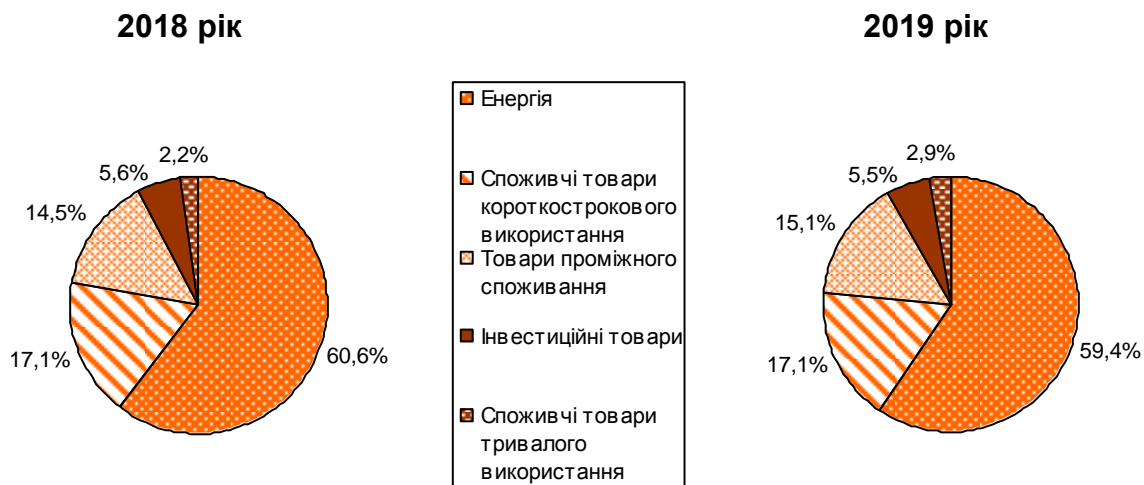 2018 рік
2019 рік
2,2%
5,6%
14,5%
17,1%
60,6%
Енергія
Споживчі товари
короткострокового
використання
Товари проміжного
споживання
Інвестиційні товари
Споживчі товари
тривалого
використання
2,9%
5,5%
15,1%
17,1%
59,4%